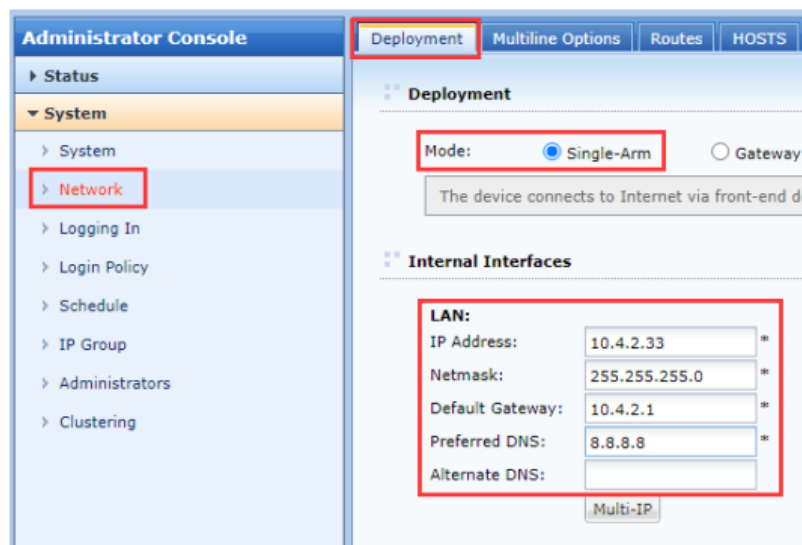 Administrator Console
Status
System
System
Network
Logging In
Login Policy
Schedule
IP Group
Administrators
Clustering
Deployment Multiline Options Routes HOSTS
Deployment
Mode: Single-Arm Gateway
The device connects to Internet via front-end d
Internal Interfaces
LAN:
IP Address: 10.4.2.33 *
Netmask: 255.255.255.0 *
Default Gateway: 10.4.2.1 *
Preferred DNS: 8.8.8.8 *
Alternate DNS:
Multi-IP